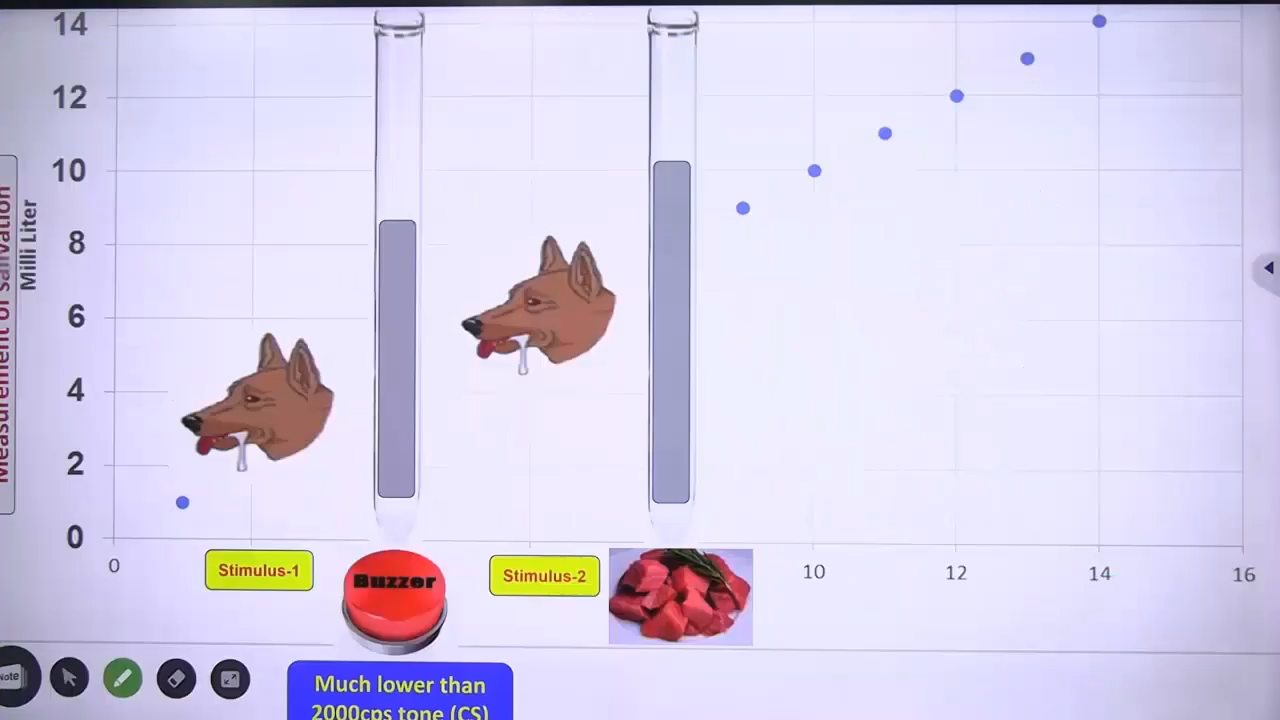 14
12
10
8
6
4
2
0
Measurement of salivation
Milli Liter
0
10
12
14
16
Stimulus-1
Buzzer
Stimulus-2
Note
Much lower than
2000cps tone (CS)